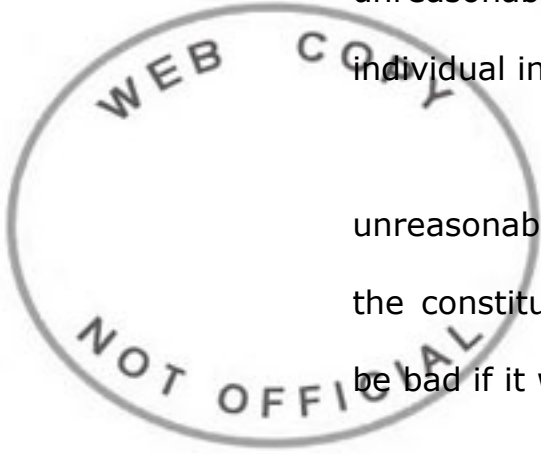 WEB COPY
individual in
unreasonab
the constitu
be bad if it
NOT OFFICIAL